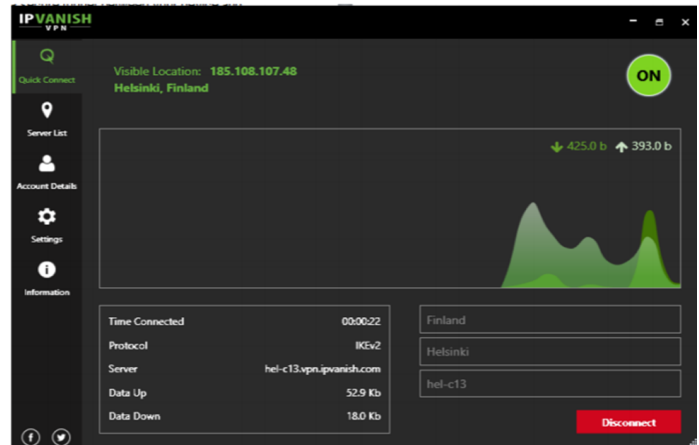 IPVANISH
VPN
Quick Connect
Server List
Account Details
Settings
Information
Visible Location: 185.108.107.48
Helsinki, Finland
ON
425.0 b 393.0 b
Time Connected 00:00:22
Protocol IKEv2
Server hel-c13.vpn.ipvanish.com
Data Up 52.9 Kb
Data Down 18.0 Kb
Finland
Helsinki
hel-c13
Disconnect